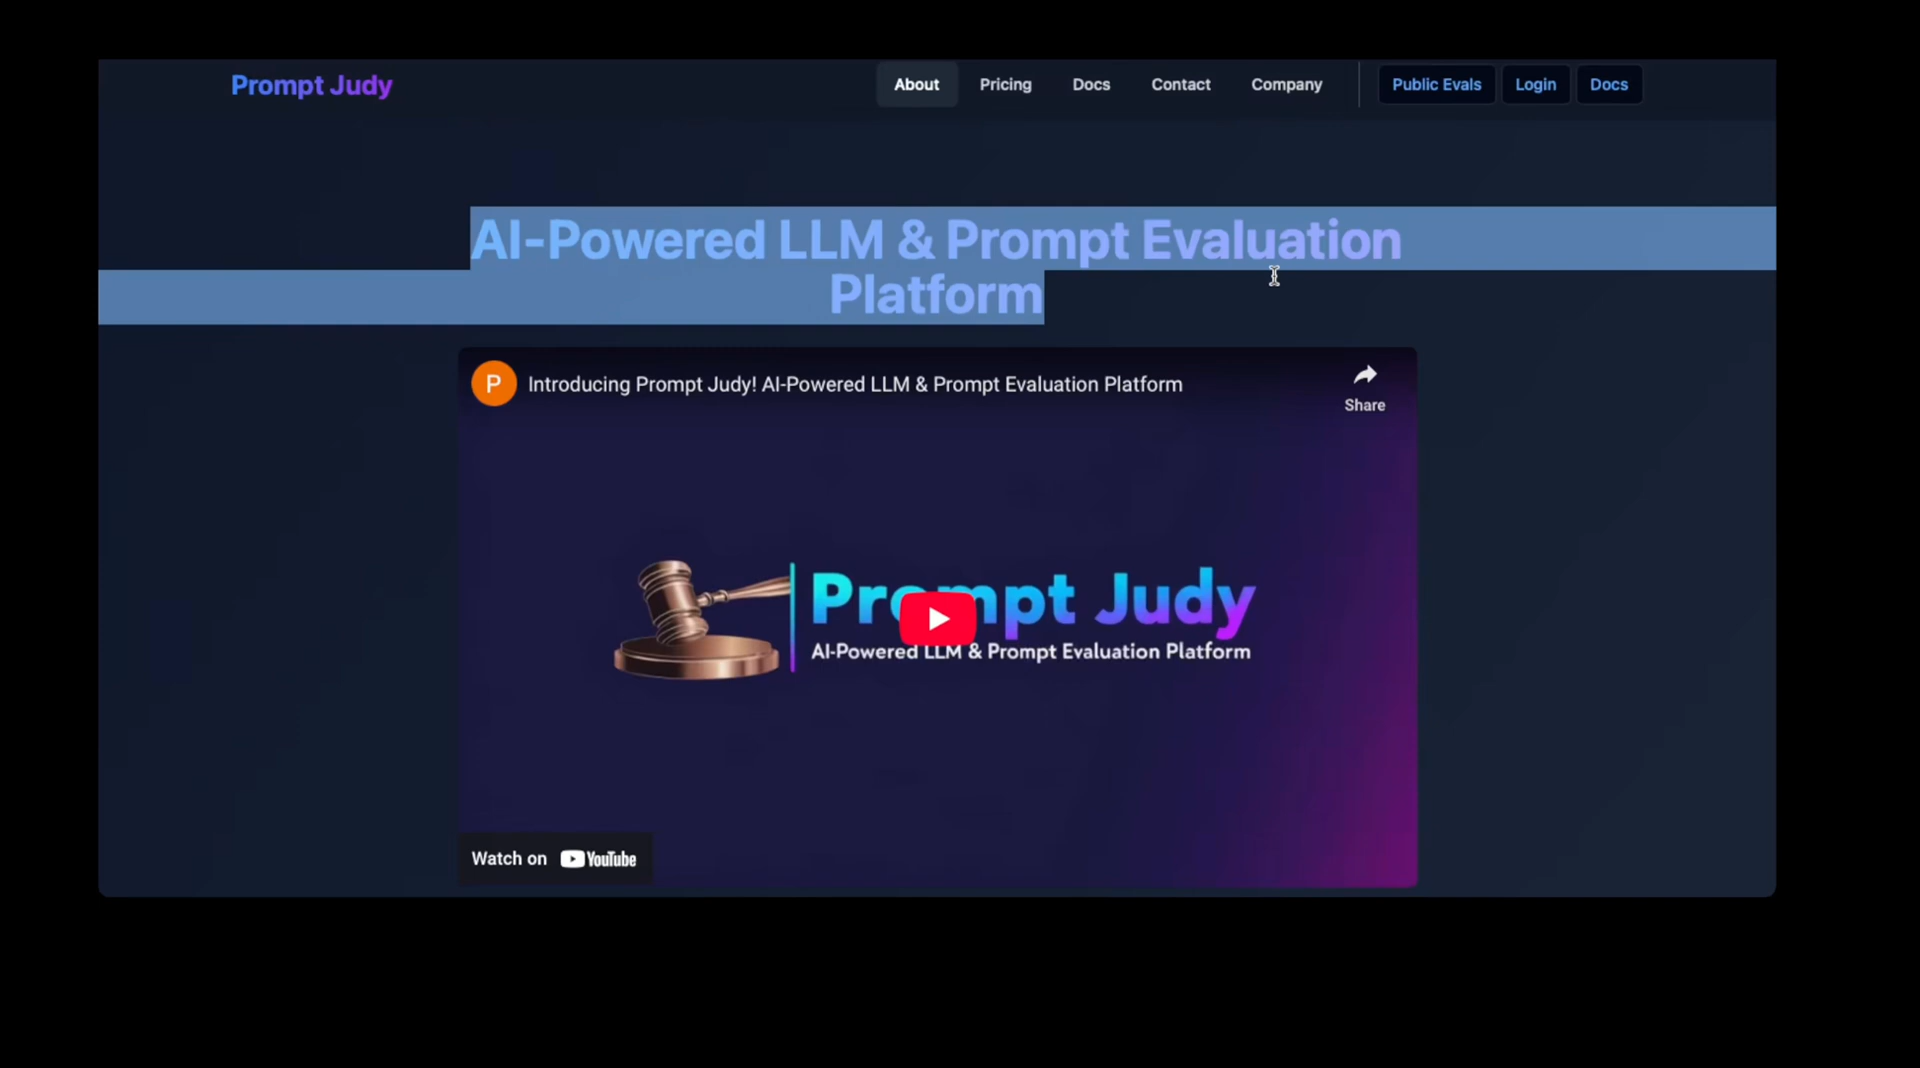 Prompt Judy
About
Pricing
Docs
Contact
Company
Public Evals
Login
Docs
AI-Powered LLM & Prompt Evaluation
Platform
P
Introducing Prompt Judy! AI-Powered LLM & Prompt Evaluation Platform
Share
Prompt Judy
AI-Powered LLM & Prompt Evaluation Platform
Watch on YouTube